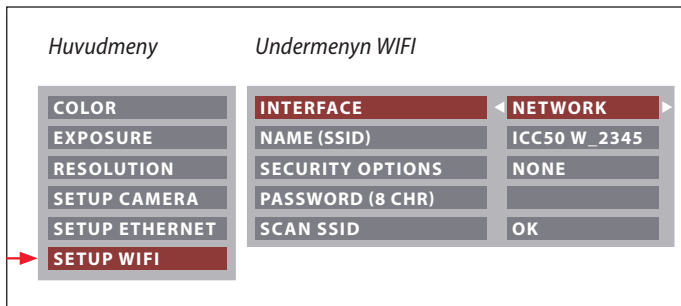 Huvudmeny
Undermenyn WIFI
COLOR
EXPOSURE
RESOLUTION
SETUP CAMERA
SETUP ETHERNET
SETUP WIFI
INTERFACE NETWORK
NAME (SSID) ICC50 W_2345
SECURITY OPTIONS NONE
PASSWORD (8 CHR)
SCAN SSID OK